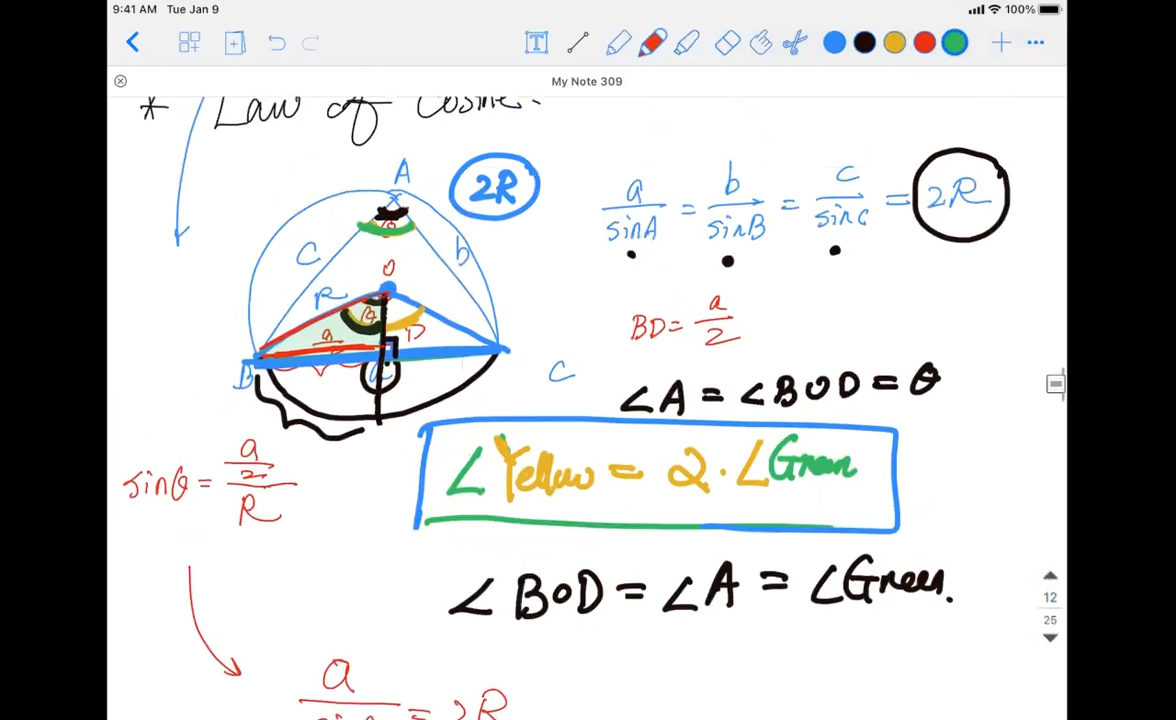 9:41 AM Tue Jan 9
100%
My Note 309
* Law of Cosine.
A
2R
a/sinA = b/sinB = c/sinC = 2R
c
b
O
R
θ
a/2
D
B
a
C
BD = a/2
∠A = ∠BOD = θ
∠Yellow = 2·∠Green
sinθ = (a/2)/R
∠BOD = ∠A = ∠Green.
12
25
a
= 2R